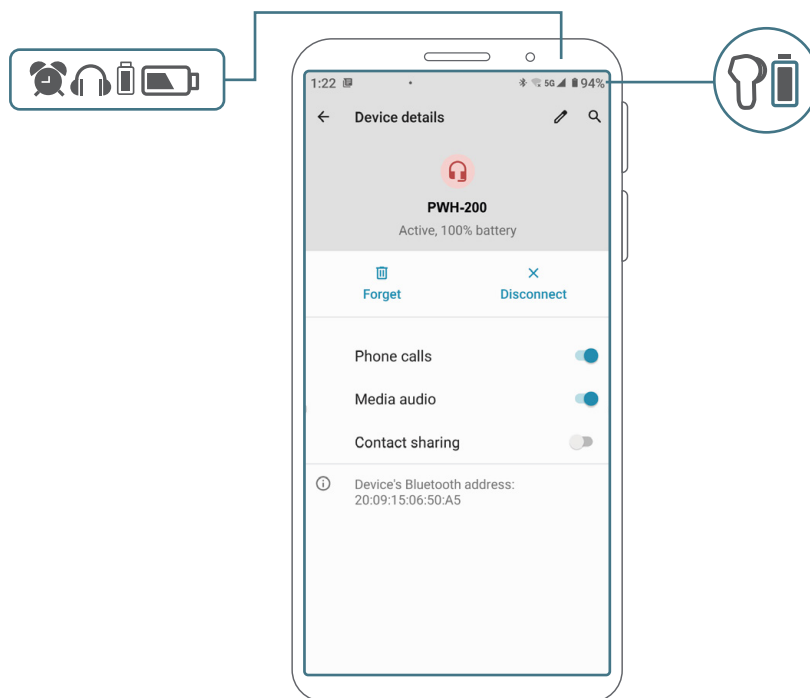 1:22 5G 94%
Device details
PWH-200
Active, 100% battery
Forget Disconnect
Phone calls
Media audio
Contact sharing
Device's Bluetooth address:
20:09:15:06:50:A5